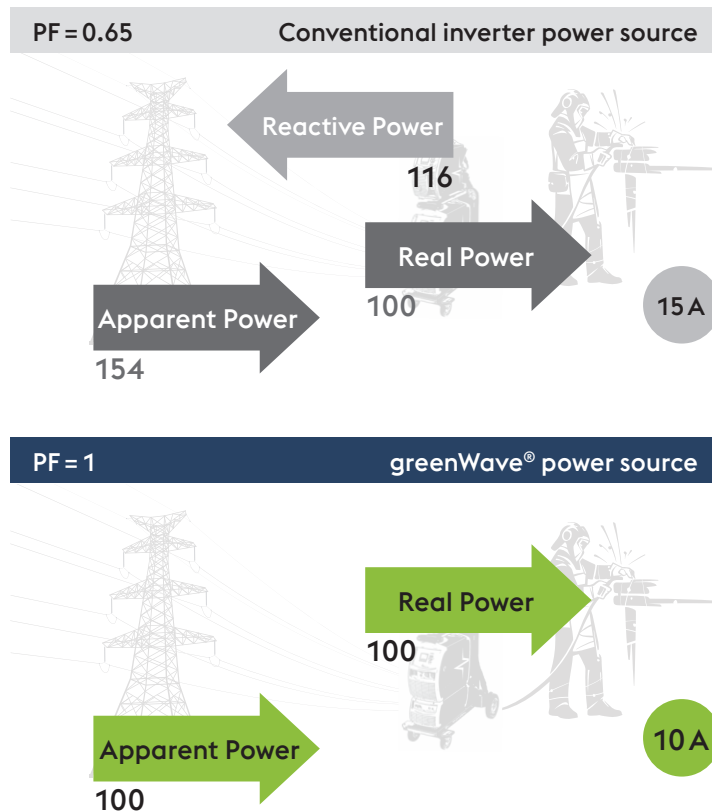 PF = 0.65 Conventional inverter power source
Reactive Power
116
Real Power
100
15 A
Apparent Power
154
PF = 1 greenWave® power source
Real Power
100
10 A
Apparent Power
100